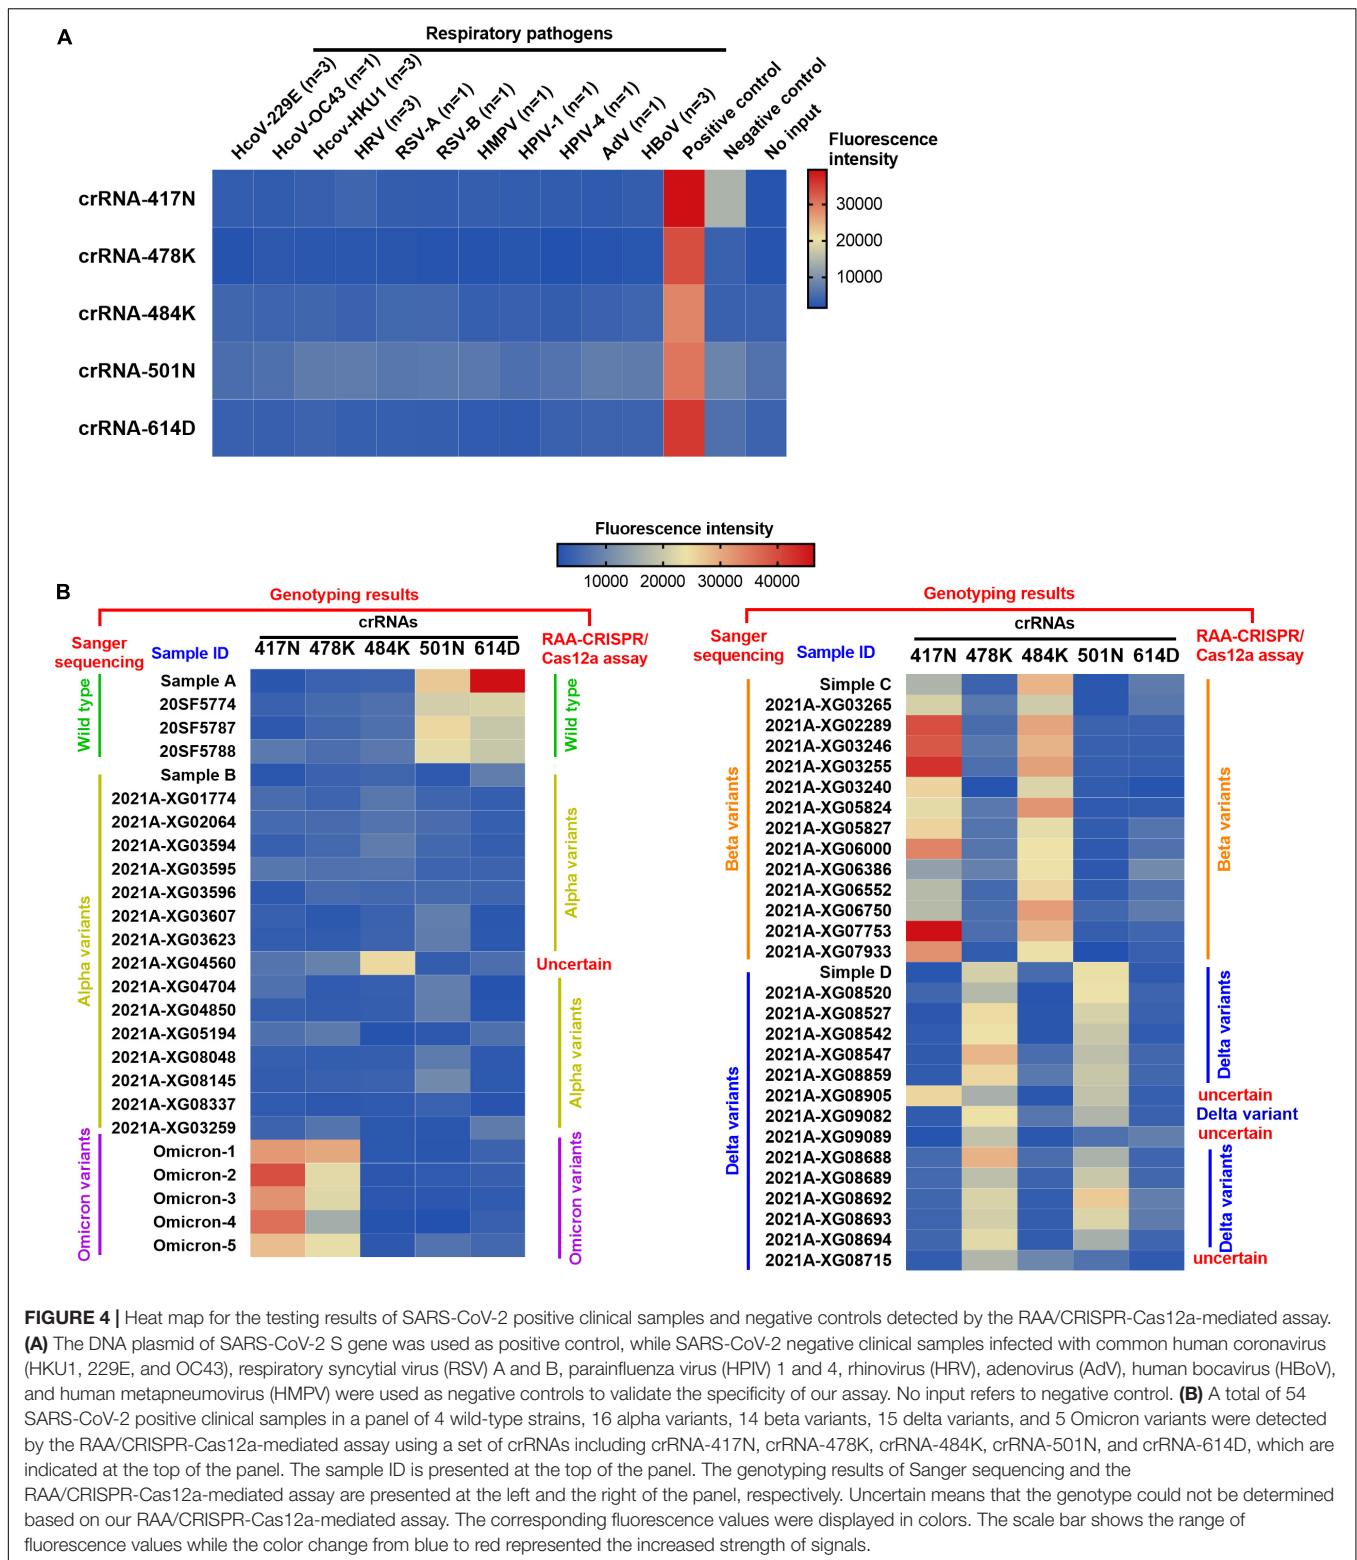 A
Respiratory pathogens
HcoV-229E (n=3)
HcoV-OC43 (n=1)
Hcov-HKU1 (n=3)
HRV (n=3)
RSV-A (n=1)
RSV-B (n=1)
HMPV (n=1)
HPIV-1 (n=1)
HPIV-4 (n=1)
AdV (n=1)
HBoV (n=3)
Positive control
Negative control
No input
Fluorescence
intensity
30000
20000
10000
crRNA-417N
crRNA-478K
crRNA-484K
crRNA-501N
crRNA-614D
Fluorescence intensity
10000 20000 30000 40000
B
Genotyping results
crRNAs
Sanger
sequencing
Sample ID
417N 478K 484K 501N 614D
RAA-CRISPR/
Cas12a assay
Wild type
Alpha variants
Omicron variants
Sample A
20SF5774
20SF5787
20SF5788
Sample B
2021A-XG01774
2021A-XG02064
2021A-XG03594
2021A-XG03595
2021A-XG03596
2021A-XG03607
2021A-XG03623
2021A-XG04560
2021A-XG04704
2021A-XG04850
2021A-XG05194
2021A-XG08048
2021A-XG08145
2021A-XG08337
2021A-XG03259
Omicron-1
Omicron-2
Omicron-3
Omicron-4
Omicron-5
Wild type
Alpha variants
Uncertain
Alpha variants
Omicron variants
Genotyping results
crRNAs
Sanger
sequencing
Sample ID
417N 478K 484K 501N 614D
RAA-CRISPR/
Cas12a assay
Beta variants
Delta variants
Simple C
2021A-XG03265
2021A-XG02289
2021A-XG03246
2021A-XG03255
2021A-XG03240
2021A-XG05824
2021A-XG05827
2021A-XG06000
2021A-XG06386
2021A-XG06552
2021A-XG06750
2021A-XG07753
2021A-XG07933
Simple D
2021A-XG08520
2021A-XG08527
2021A-XG08542
2021A-XG08547
2021A-XG08859
2021A-XG08905
2021A-XG09082
2021A-XG09089
2021A-XG08688
2021A-XG08689
2021A-XG08692
2021A-XG08693
2021A-XG08694
2021A-XG08715
Beta variants
Delta variants
uncertain
Delta variant
uncertain
Delta variants
uncertain
FIGURE 4 | Heat map for the testing results of SARS-CoV-2 positive clinical samples and negative controls detected by the RAA/CRISPR-Cas12a-mediated assay.
(A) The DNA plasmid of SARS-CoV-2 S gene was used as positive control, while SARS-CoV-2 negative clinical samples infected with common human coronavirus
(HKU1, 229E, and OC43), respiratory syncytial virus (RSV) A and B, parainfluenza virus (HPIV) 1 and 4, rhinovirus (HRV), adenovirus (AdV), human bocavirus (HBoV),
and human metapneumovirus (HMPV) were used as negative controls to validate the specificity of our assay. No input refers to negative control. (B) A total of 54
SARS-CoV-2 positive clinical samples in a panel of 4 wild-type strains, 16 alpha variants, 14 beta variants, 15 delta variants, and 5 Omicron variants were detected
by the RAA/CRISPR-Cas12a-mediated assay using a set of crRNAs including crRNA-417N, crRNA-478K, crRNA-484K, crRNA-501N, and crRNA-614D, which are
indicated at the top of the panel. The sample ID is presented at the top of the panel. The genotyping results of Sanger sequencing and the
RAA/CRISPR-Cas12a-mediated assay are presented at the left and the right of the panel, respectively. Uncertain means that the genotype could not be determined
based on our RAA/CRISPR-Cas12a-mediated assay. The corresponding fluorescence values were displayed in colors. The scale bar shows the range of
fluorescence values while the color change from blue to red represented the increased strength of signals.